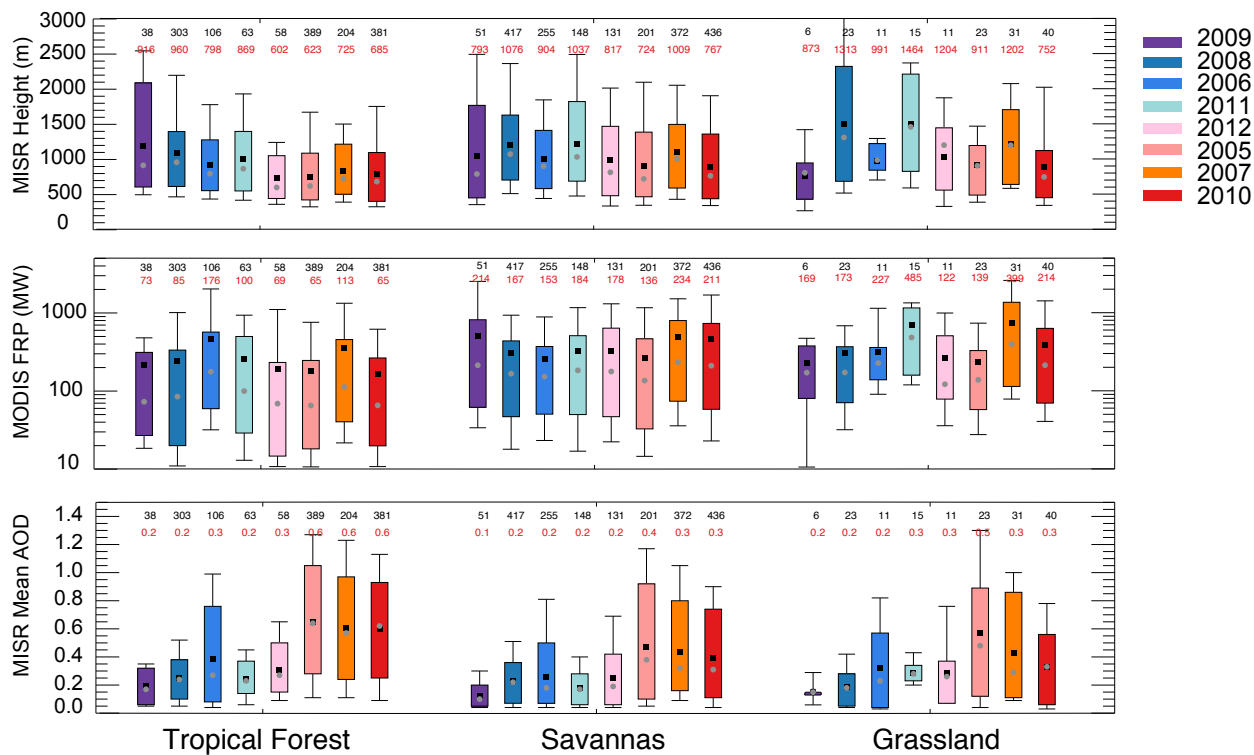 MISR Height (m)
3000
2500
2000
1500
1000
500
0
38 303 106 63 58 389 204 381 51 417 255 148 131 201 372 436 6 23 11 15 11 23 31 40
916 960 798 869 602 623 725 685 793 1076 904 1037 817 724 1009 767 873 1313 991 1464 1204 911 1202 752
2009
2008
2006
2011
2012
2005
2007
2010
MODIS FRP (MW)
1000
100
10
38 303 106 63 58 389 204 381 51 417 255 148 131 201 372 436 6 23 11 15 11 23 31 40
73 85 176 100 69 65 113 65 214 167 153 184 178 136 234 211 169 173 227 485 122 139 399 214
MISR Mean AOD
1.4
1.2
1.0
0.8
0.6
0.4
0.2
0.0
38 303 106 63 58 389 204 381 51 417 255 148 131 201 372 436 6 23 11 15 11 23 31 40
0.2 0.2 0.3 0.2 0.3 0.6 0.6 0.6 0.1 0.2 0.2 0.2 0.2 0.4 0.3 0.3 0.2 0.2 0.2 0.3 0.3 0.5 0.3 0.3
Tropical Forest Savannas Grassland